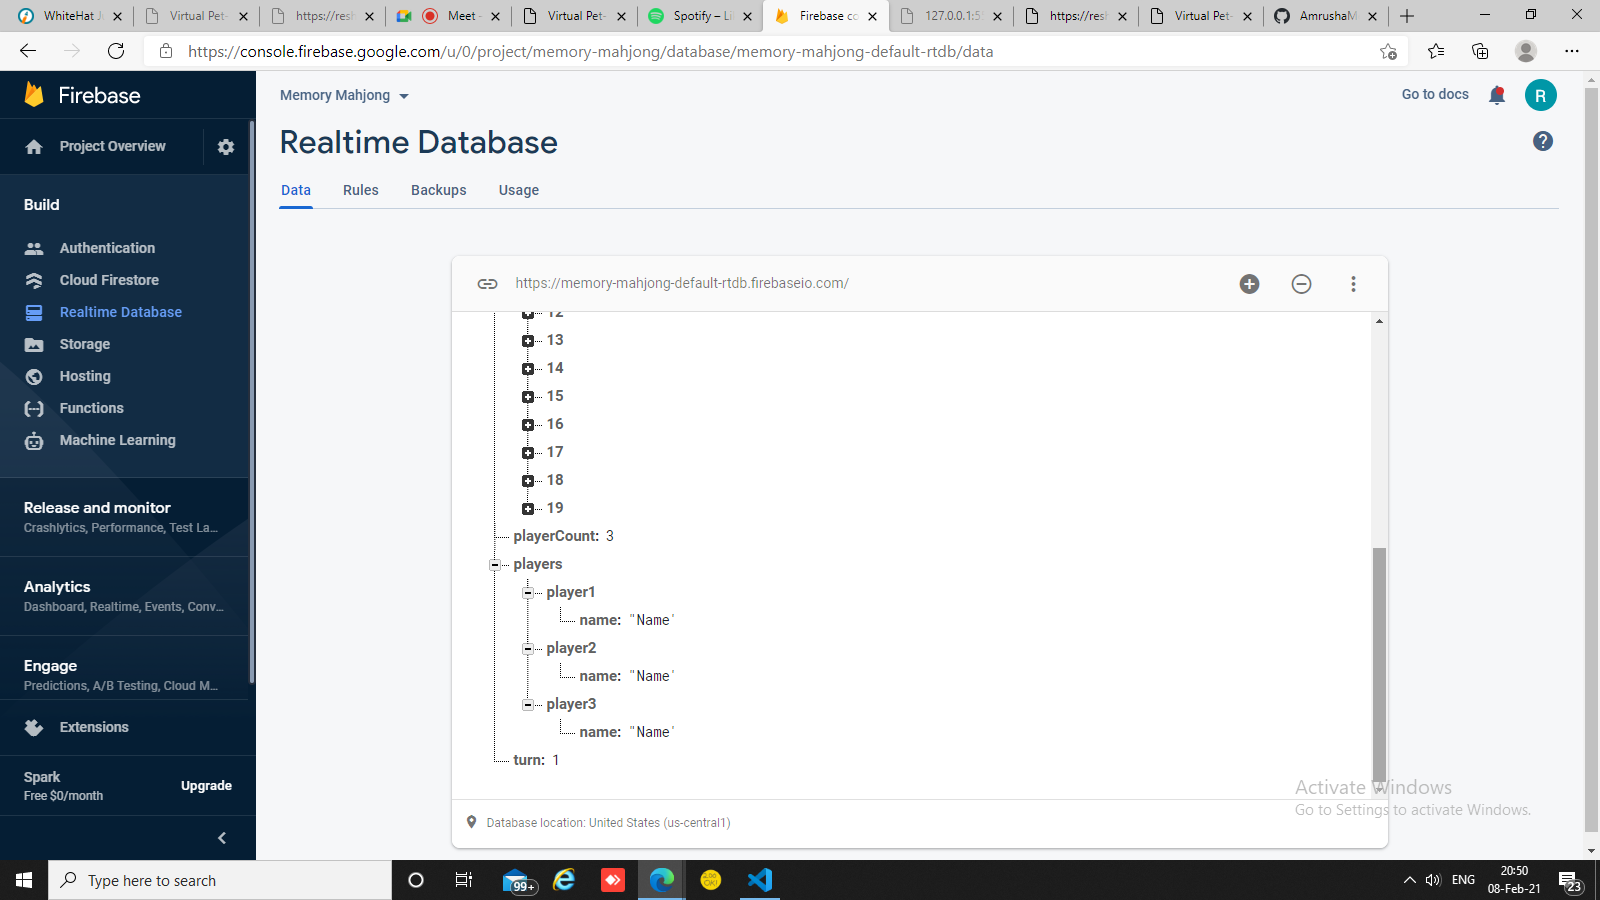 WhiteHat J
Virtual Pet-
https://resh
Meet -
Virtual Pet-
Spotify – Li
Firebase co
127.0.0.1:5
https://resh
Virtual Pet-
AmrushaM
https://console.firebase.google.com/u/0/project/memory-mahjong/database/memory-mahjong-default-rtdb/data
Firebase
Project Overview
Build
Authentication
Cloud Firestore
Realtime Database
Storage
Hosting
Functions
Machine Learning
Release and monitor
Crashlytics, Performance, Test La...
Analytics
Dashboard, Realtime, Events, Conv...
Engage
Predictions, A/B Testing, Cloud M...
Extensions
Spark
Free $0/month
Upgrade
Memory Mahjong
Go to docs
R
Realtime Database
Data Rules Backups Usage
https://memory-mahjong-default-rtdb.firebaseio.com/
12
13
14
15
16
17
18
19
playerCount: 3
players
player1
name: "Name'
player2
name: "Name'
player3
name: "Name'
turn: 1
Database location: United States (us-central1)
Activate Windows
Go to Settings to activate Windows.
Type here to search
99+
ENG
20:50
08-Feb-21
23